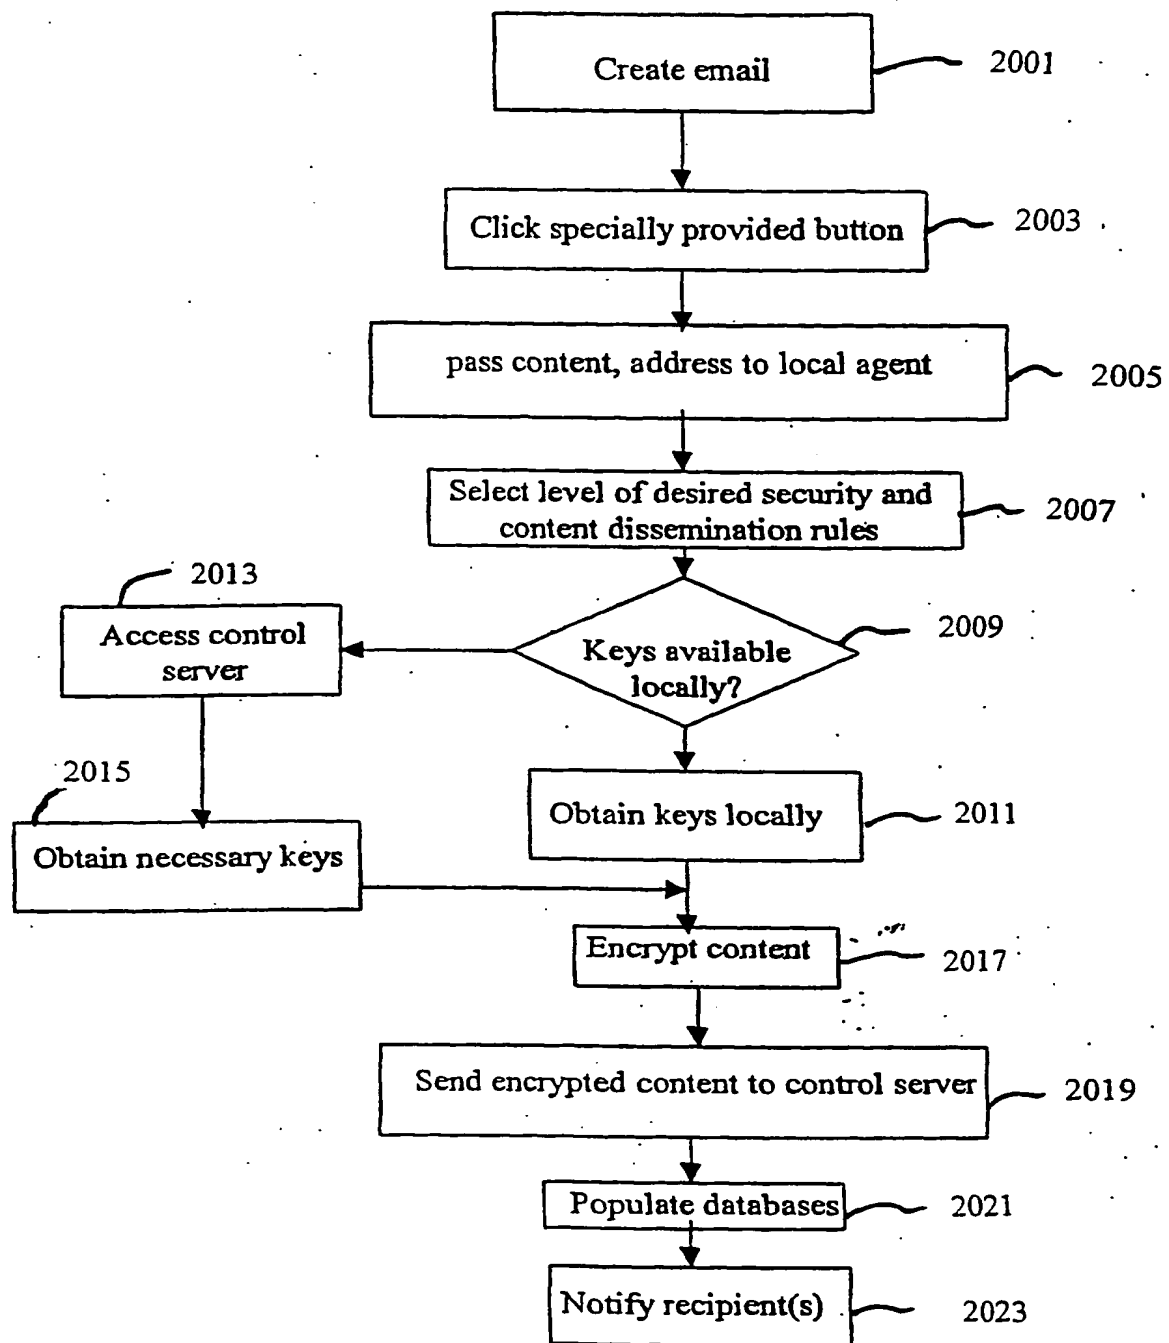 Create email
2001
Click specially provided button
2003
pass content, address to local agent
2005
Select level of desired security and
content dissemination rules
2007
2013
Access control
server
Keys available
locally?
2009
2015
Obtain necessary keys
Obtain keys locally
2011
Encrypt content
2017
Send encrypted content to control server
2019
Populate databases
2021
Notify recipient(s)
2023